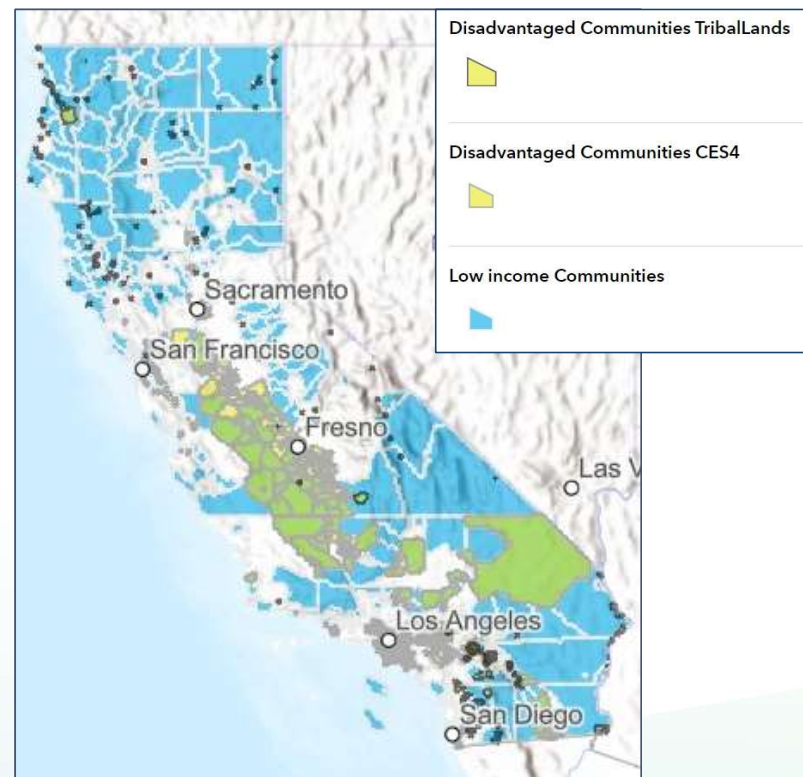 Disadvantaged Communities TribalLands
Disadvantaged Communities CES4
Low income Communities
Sacramento
San Francisco
Fresno
Las V
Los Angeles
San Diego